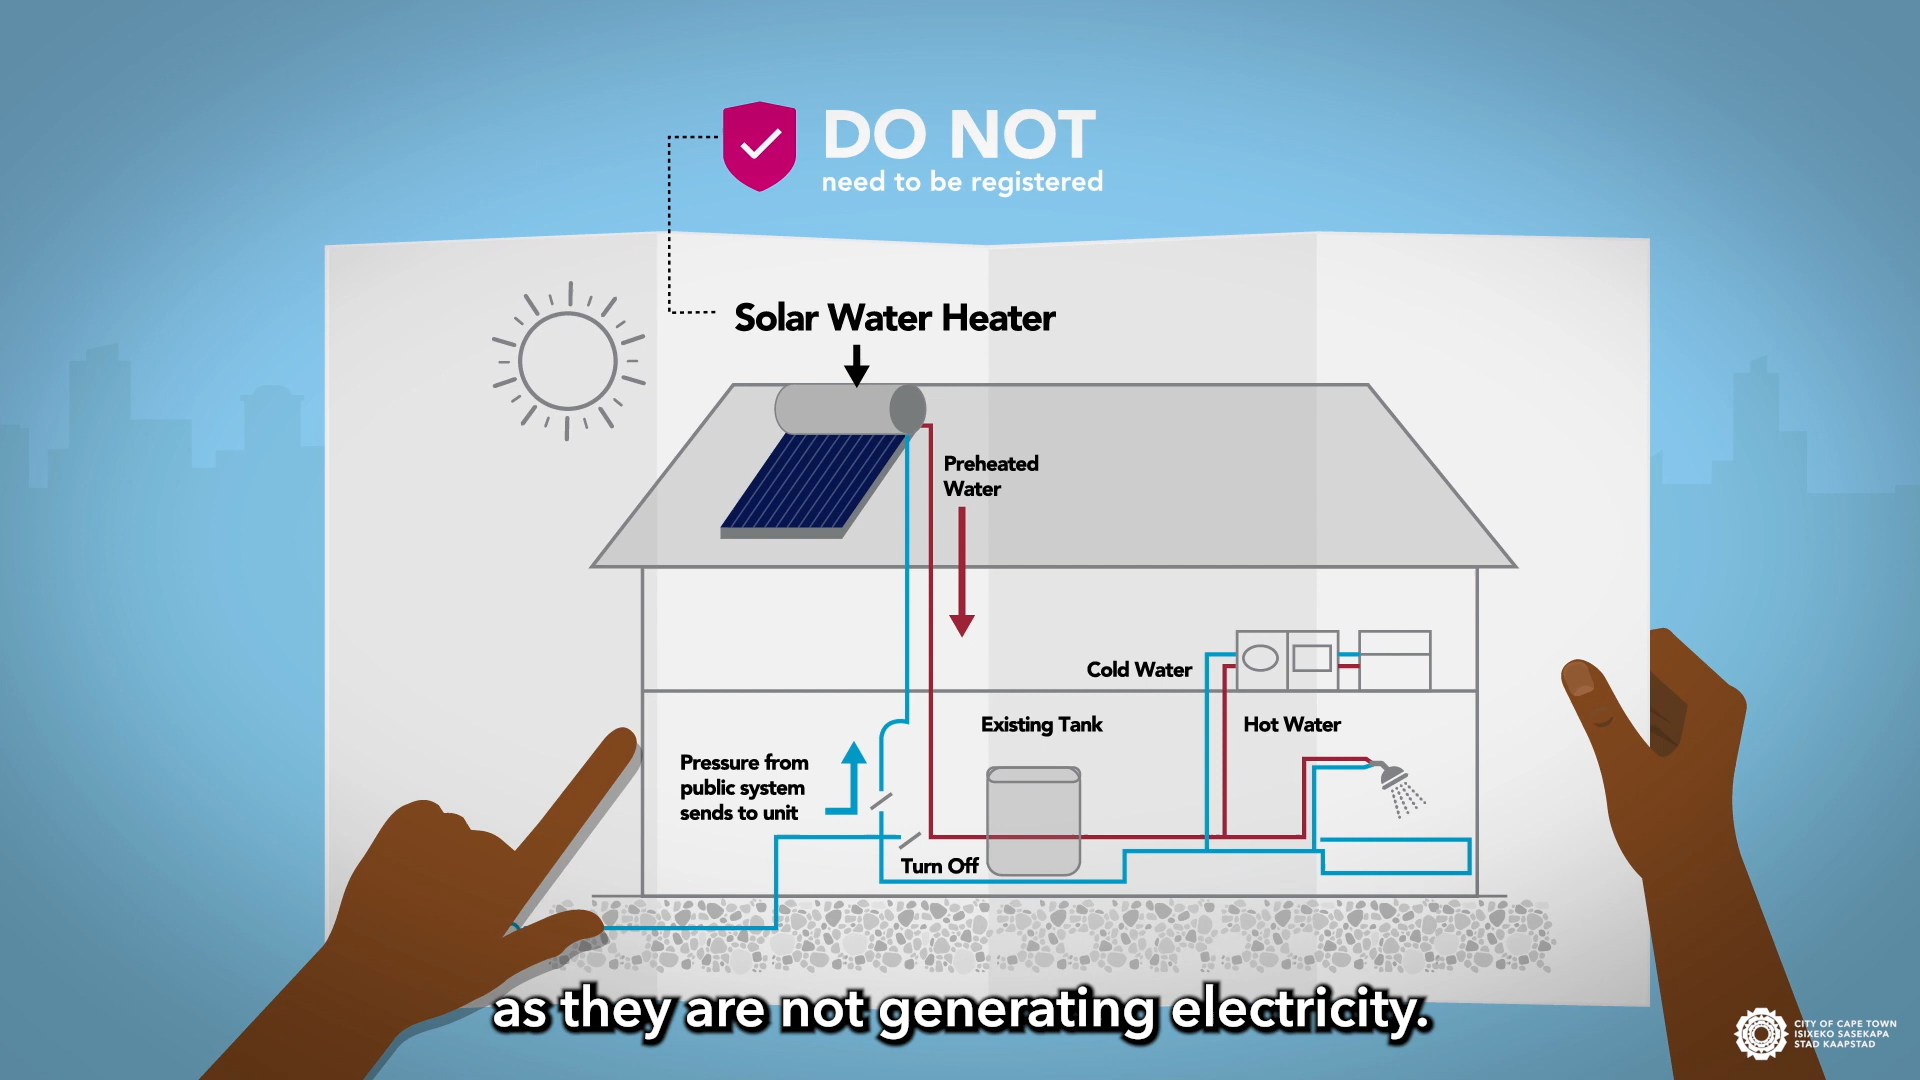 DO NOT
need to be registered
Solar Water Heater
Preheated
Water
Cold Water
Existing Tank
Hot Water
Pressure from
public system
sends to unit
Turn Off
as they are not generating electricity.
CITY OF CAPE TOWN
ISIXEKO SASEKAPA
STAD KAAPSTAD